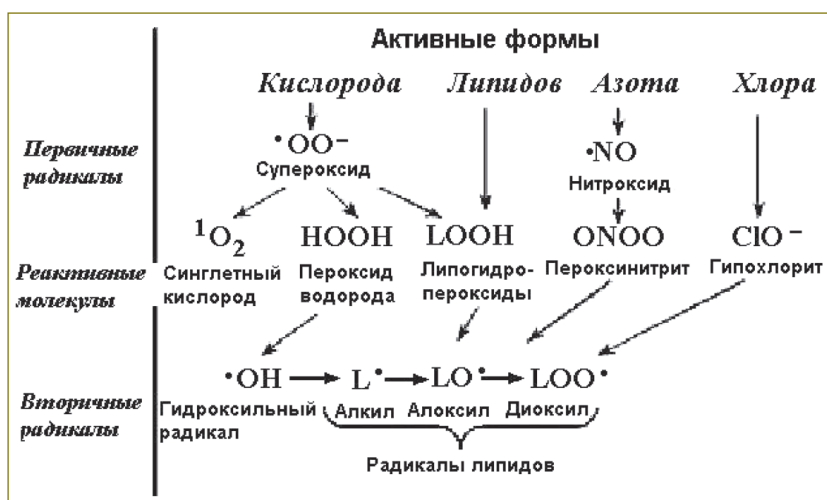 Активные формы
Кислорода Липидов Азота Хлора
Первичные
радикалы
•OO−
Супероксид
•NO
Нитроксид
Реактивные
молекулы
¹O₂ HOOH LOOH ONOO ClO−
Синглетный
кислород
Пероксид
водорода
Липогидро-
пероксиды
Пероксинитрит
Гипохлорит
Вторичные
радикалы
•OH L• LO• LOO•
Гидроксильный
радикал
Алкил Алоксил Диоксил
Радикалы липидов